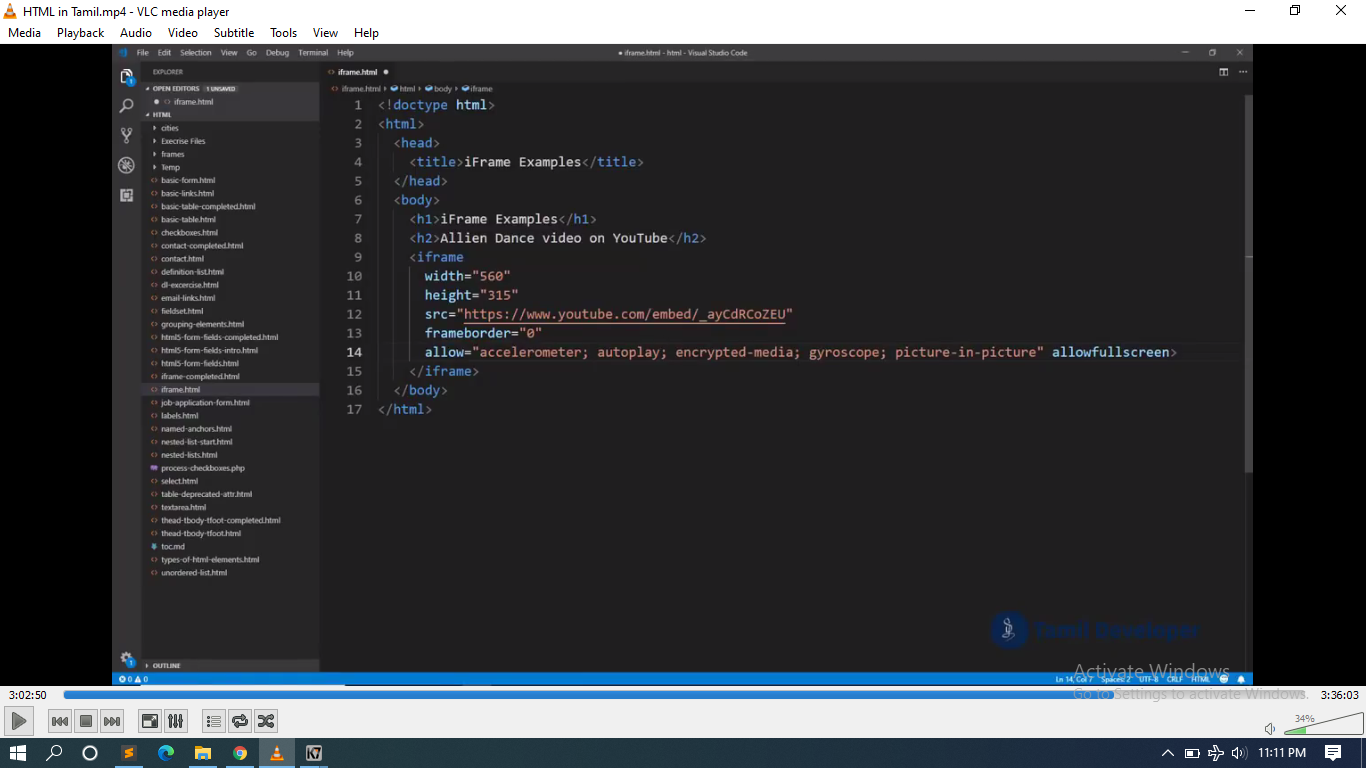 HTML in Tamil.mp4 - VLC media player
Media Playback Audio Video Subtitle Tools View Help
File Edit Selection View Go Debug Terminal Help
● iframe.html - html - Visual Studio Code
EXPLORER
OPEN EDITORS 1 UNSAVED
● <> iframe.html
HTML
cities
Execrise Files
frames
Temp
basic-form.html
basic-links.html
basic-table-completed.html
basic-table.html
checkboxes.html
contact-completed.html
contact.html
definition-list.html
dl-excercise.html
email-links.html
fieldset.html
grouping-elements.html
html5-form-fields-completed.html
html5-form-fields-intro.html
html5-form-fields.html
iframe-completed.html
iframe.html
job-application-form.html
labels.html
named-anchors.html
nested-list-start.html
nested-lists.html
process-checkboxes.php
select.html
table-deprecated-attr.html
textarea.html
thead-tbody-tfoot-completed.html
thead-tbody-tfoot.html
toc.md
types-of-html-elements.html
unordered-list.html
OUTLINE
<> iframe.html ●
<> iframe.html › html › body › iframe
1 <!doctype html>
2 <html>
3 <head>
4 <title>iFrame Examples</title>
5 </head>
6 <body>
7 <h1>iFrame Examples</h1>
8 <h2>Allien Dance video on YouTube</h2>
9 <iframe
10 width="560"
11 height="315"
12 src="https://www.youtube.com/embed/_ayCdRCoZEU"
13 frameborder="0"
14 allow="accelerometer; autoplay; encrypted-media; gyroscope; picture-in-picture" allowfullscreen>
15 </iframe>
16 </body>
17 </html>
Tamil Developer
Activate Windows
Go to Settings to activate Windows.
0 0
Ln 14, Col 7 Spaces: 2 UTF-8 CRLF HTML
3:02:50
3:36:03
34%
11:11 PM